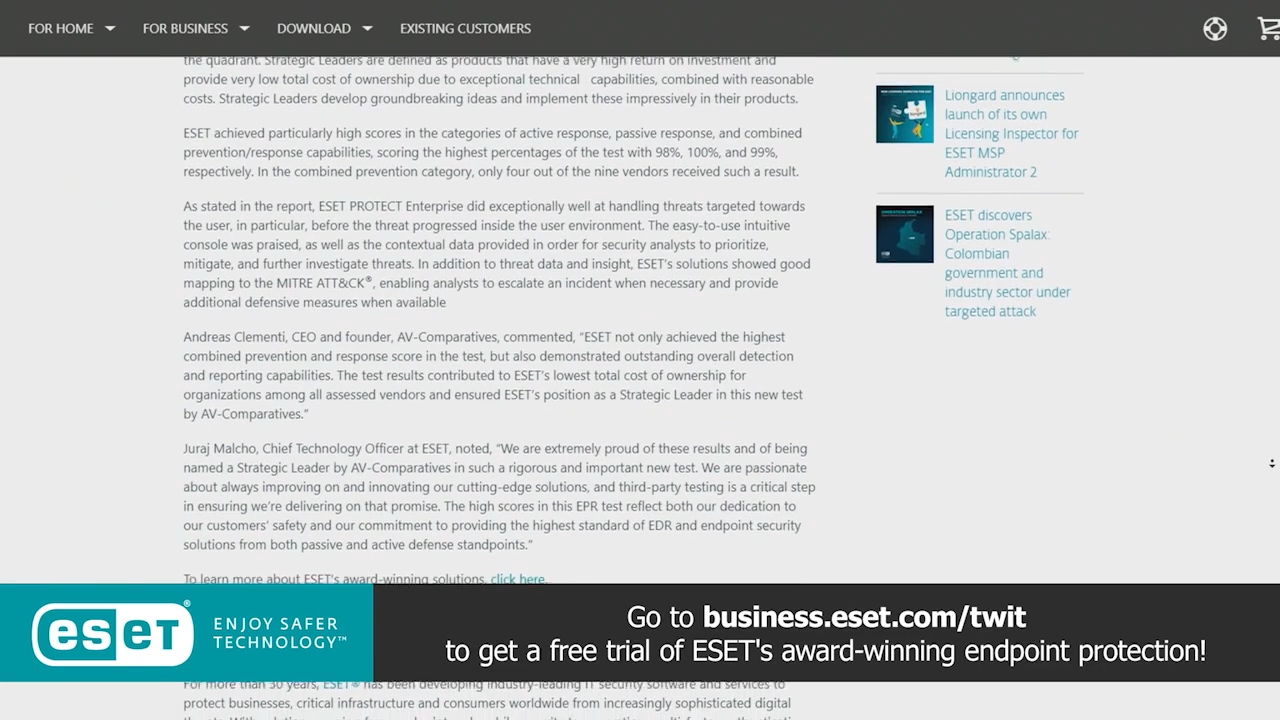 FOR HOME
FOR BUSINESS
DOWNLOAD
EXISTING CUSTOMERS
the quadrant. Strategic Leaders are defined as products that have a very high return on investment and
provide very low total cost of ownership due to exceptional technical capabilities, combined with reasonable
costs. Strategic Leaders develop groundbreaking ideas and implement these impressively in their products.
ESET achieved particularly high scores in the categories of active response, passive response, and combined
prevention/response capabilities, scoring the highest percentages of the test with 98%, 100%, and 99%,
respectively. In the combined prevention category, only four out of the nine vendors received such a result.
As stated in the report, ESET PROTECT Enterprise did exceptionally well at handling threats targeted towards
the user, in particular, before the threat progressed inside the user environment. The easy-to-use intuitive
console was praised, as well as the contextual data provided in order for security analysts to prioritize,
mitigate, and further investigate threats. In addition to threat data and insight, ESET's solutions showed good
mapping to the MITRE ATT&CK®, enabling analysts to escalate an incident when necessary and provide
additional defensive measures when available
Andreas Clementi, CEO and founder, AV-Comparatives, commented, “ESET not only achieved the highest
combined prevention and response score in the test, but also demonstrated outstanding overall detection
and reporting capabilities. The test results contributed to ESET's lowest total cost of ownership for
organizations among all assessed vendors and ensured ESET's position as a Strategic Leader in this new test
by AV-Comparatives.”
Juraj Malcho, Chief Technology Officer at ESET, noted, “We are extremely proud of these results and of being
named a Strategic Leader by AV-Comparatives in such a rigorous and important new test. We are passionate
about always improving on and innovating our cutting-edge solutions, and third-party testing is a critical step
in ensuring we're delivering on that promise. The high scores in this EPR test reflect both our dedication to
our customers' safety and our commitment to providing the highest standard of EDR and endpoint security
solutions from both passive and active defense standpoints.”
To learn more about ESET's award-winning solutions, click here.
Liongard announces
launch of its own
Licensing Inspector for
ESET MSP
Administrator 2
ESET discovers
Operation Spalax:
Colombian
government and
industry sector under
targeted attack
eset®
ENJOY SAFER
TECHNOLOGY™
Go to business.eset.com/twit
to get a free trial of ESET's award-winning endpoint protection!
For more than 30 years, ESET® has been developing industry-leading IT security software and services to
protect businesses, critical infrastructure and consumers worldwide from increasingly sophisticated digital